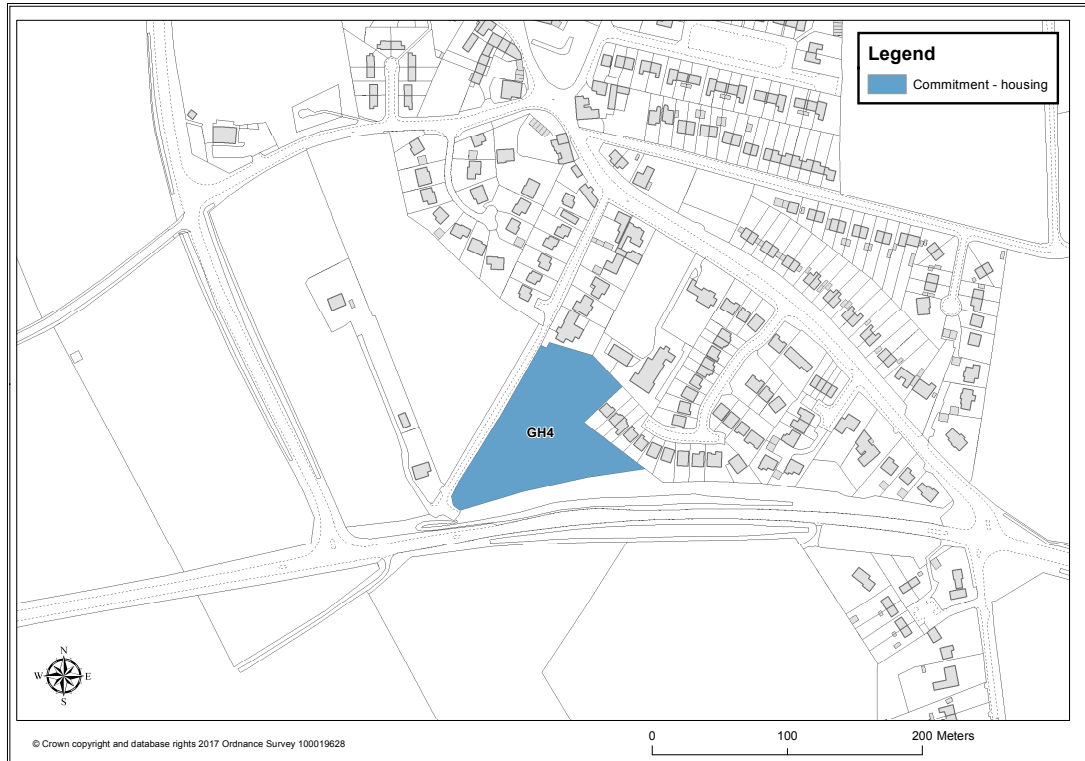 Legend
Commitment - housing
GH4
N
W E
S
© Crown copyright and database rights 2017 Ordnance Survey 100019628
0 100 200 Meters